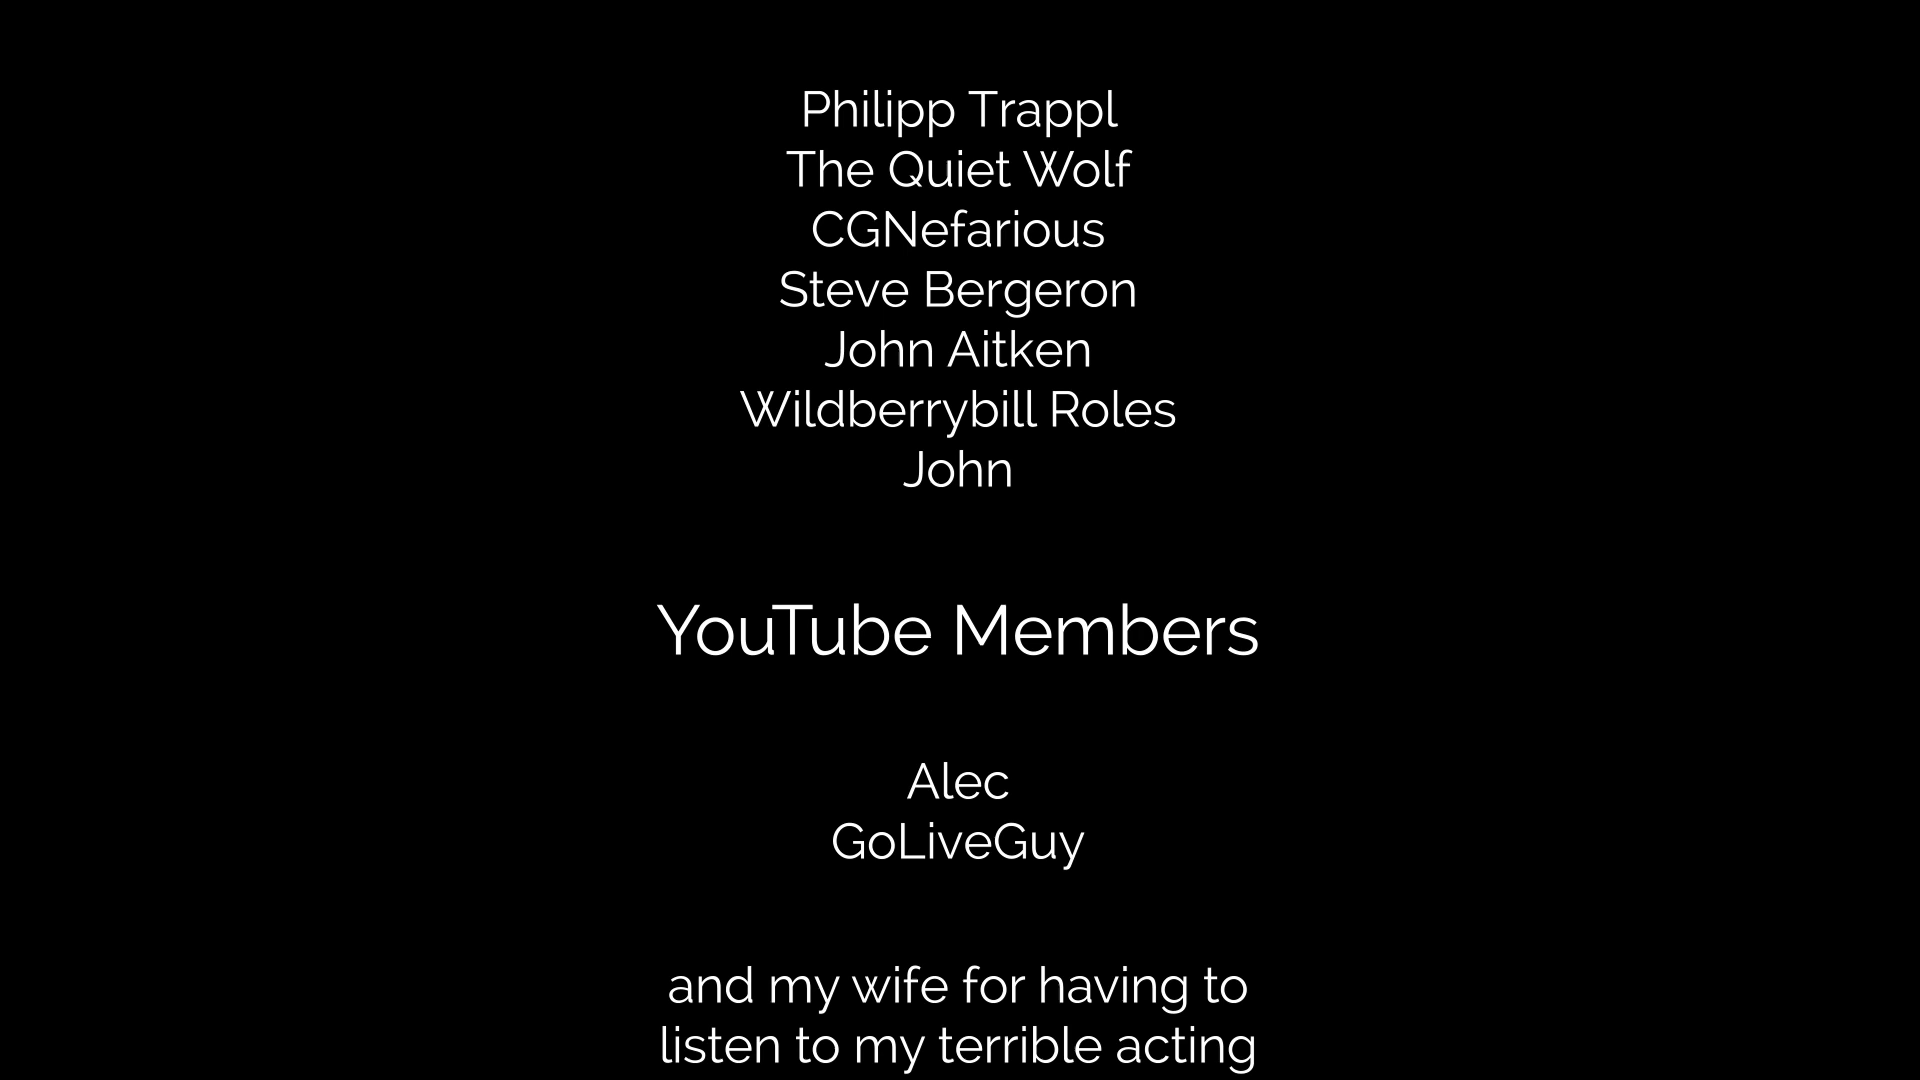 Philipp Trappl
The Quiet Wolf
CGNefarious
Steve Bergeron
John Aitken
Wildberrybill Roles
John
YouTube Members
Alec
GoLiveGuy
and my wife for having to
listen to my terrible acting